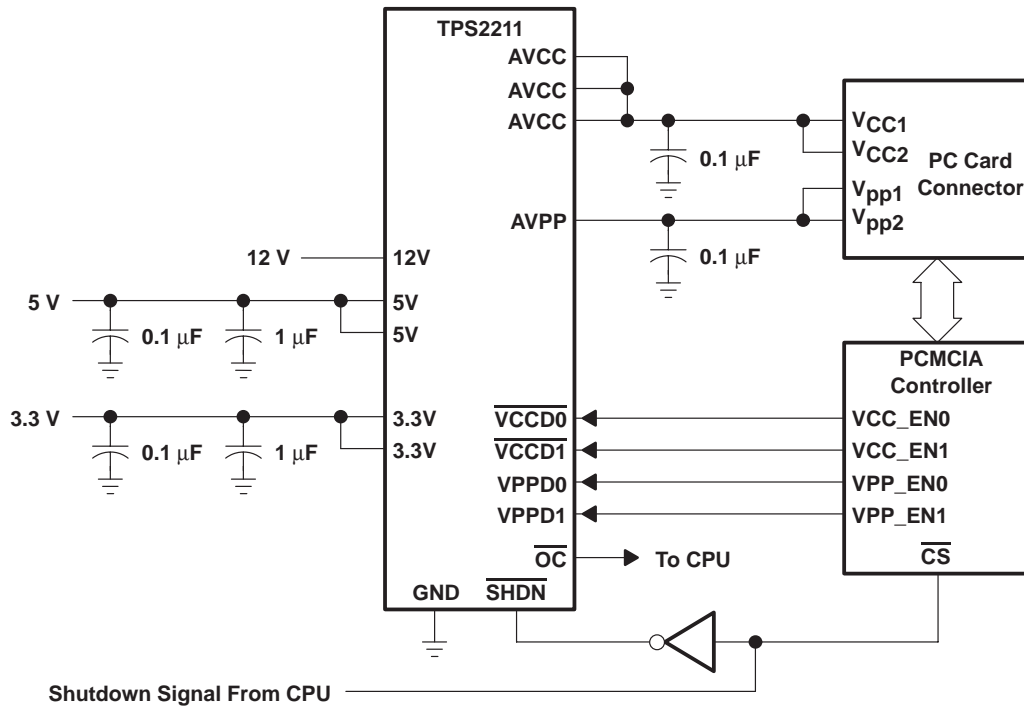 TPS2211
AVCC
AVCC
AVCC
AVPP
12 V
12V
5 V
5V
5V
0.1 μF
1 μF
3.3 V
3.3V
3.3V
0.1 μF
1 μF
0.1 μF
0.1 μF
VCC1
VCC2
Vpp1
Vpp2
PC Card
Connector
PCMCIA
Controller
VCCD0
VCCD1
VPPD0
VPPD1
VCC_EN0
VCC_EN1
VPP_EN0
VPP_EN1
OC
To CPU
CS
GND
SHDN
Shutdown Signal From CPU